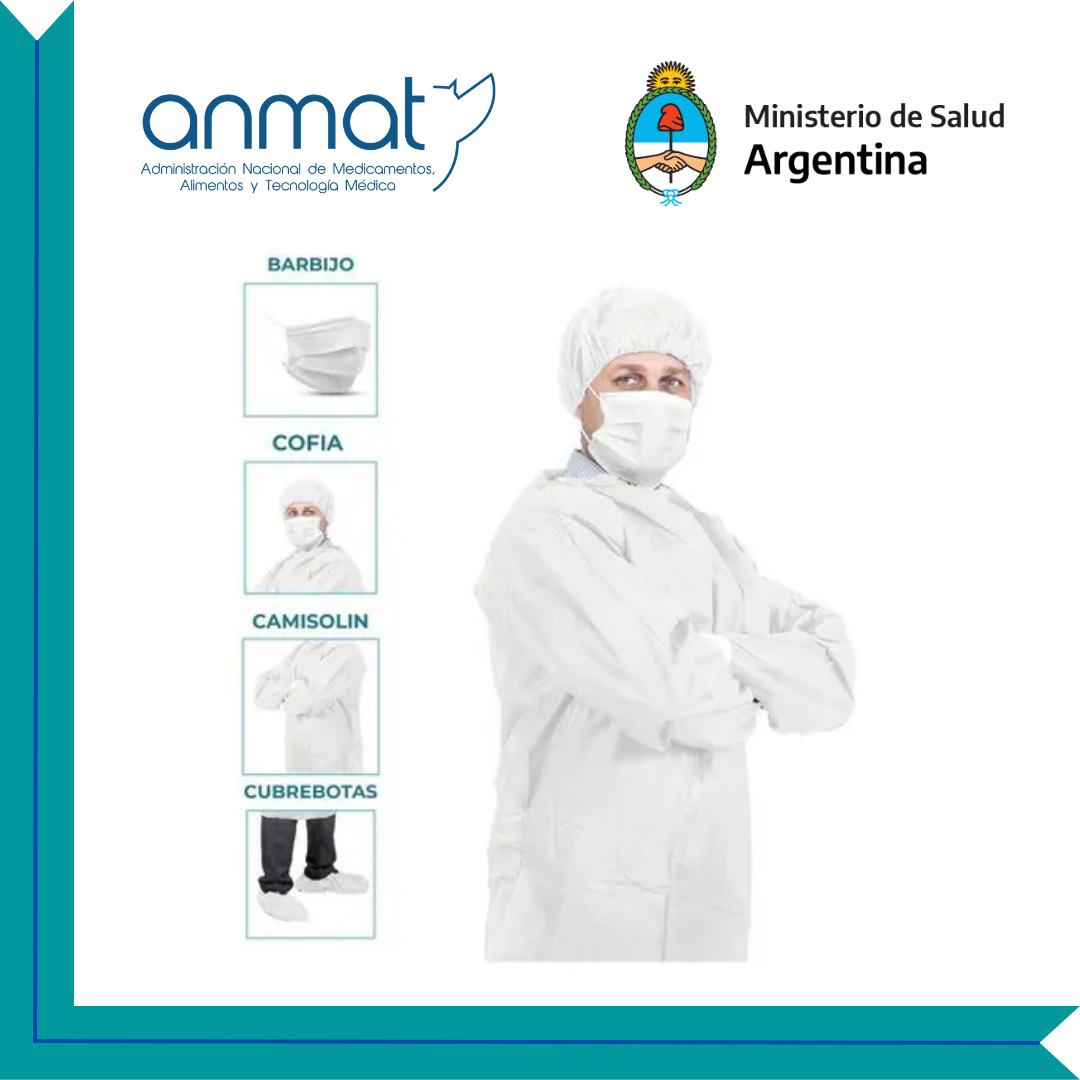 anmat
Administración Nacional de Medicamentos,
Alimentos y Tecnología Médica
Ministerio de Salud
Argentina
BARBIJO
COFIA
CAMISOLIN
CUBREBOTAS